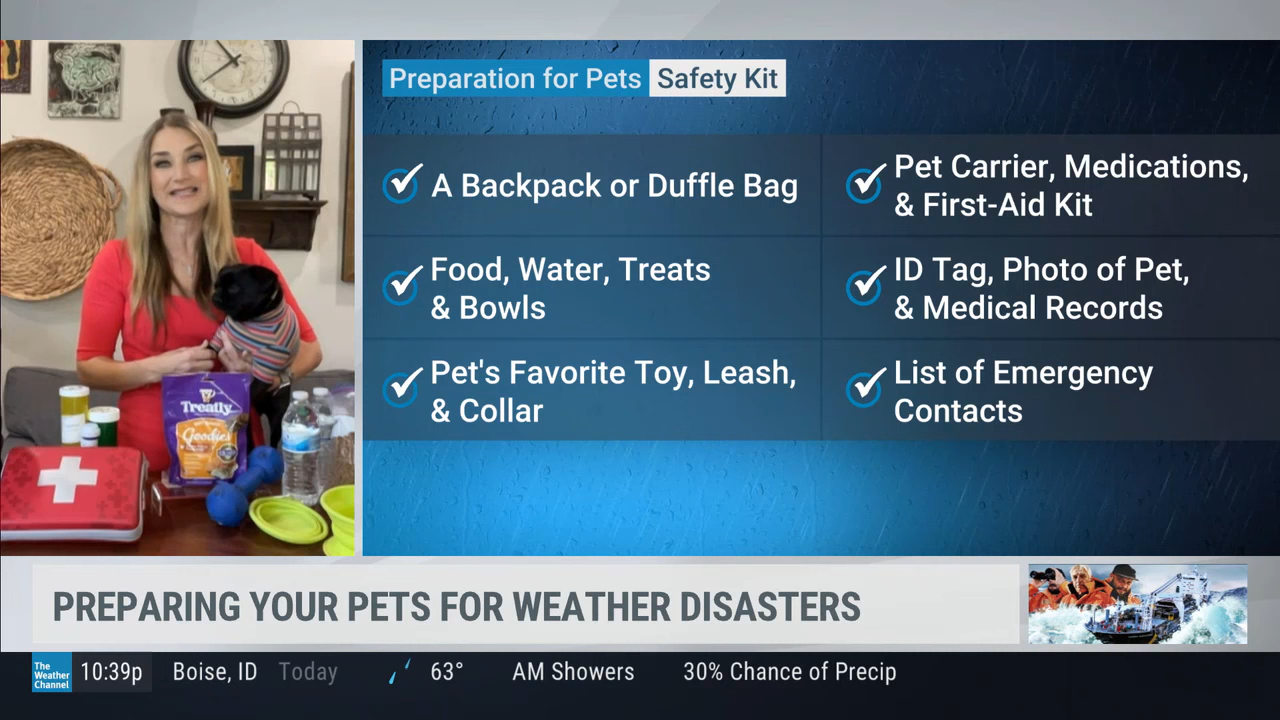 Preparation for Pets Safety Kit
A Backpack or Duffle Bag
Food, Water, Treats
& Bowls
Pet's Favorite Toy, Leash,
& Collar
Pet Carrier, Medications,
& First-Aid Kit
ID Tag, Photo of Pet,
& Medical Records
List of Emergency
Contacts
Treatly
Goodies
PREPARING YOUR PETS FOR WEATHER DISASTERS
The
Weather
Channel
10:39p Boise, ID Today 63° AM Showers 30% Chance of Precip